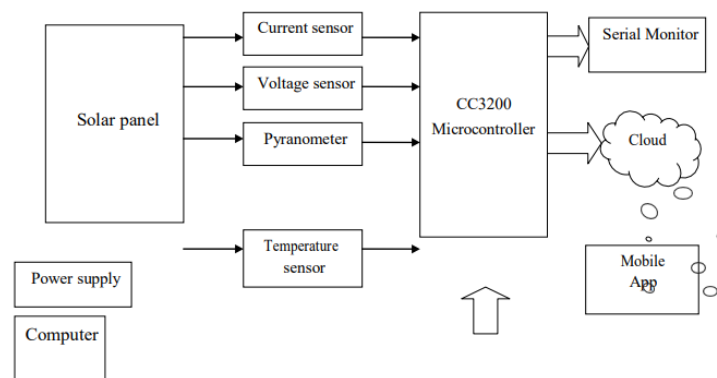 Solar panel
Current sensor
Voltage sensor
Pyranometer
Temperature
sensor
CC3200
Microcontroller
Serial Monitor
Cloud
Mobile
App
Power supply
Computer